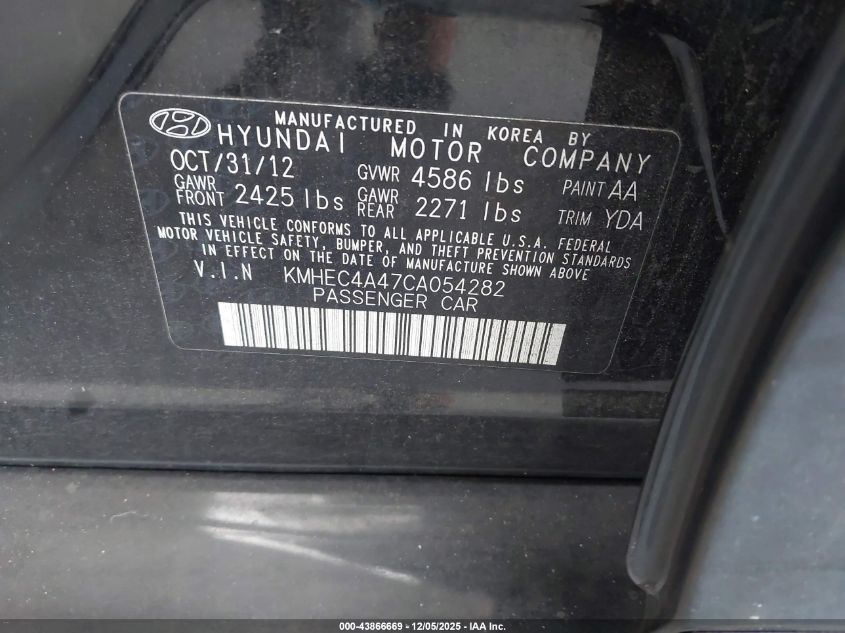 MANUFACTURED IN KOREA BY
HYUNDAI MOTOR COMPANY
OCT/31/12 GVWR 4586 lbs PAINT AA
GAWR FRONT 2425 lbs GAWR REAR 2271 lbs TRIM YDA
THIS VEHICLE CONFORMS TO ALL APPLICABLE U.S.A. FEDERAL
MOTOR VEHICLE SAFETY, BUMPER, AND THEFT PREVENTION STANDARDS
IN EFFECT ON THE DATE OF MANUFACTURE SHOWN ABOVE
V.I.N KMHEC4A47CA054282
PASSENGER CAR
000-43866669 - 12/05/2025 - IAA Inc.